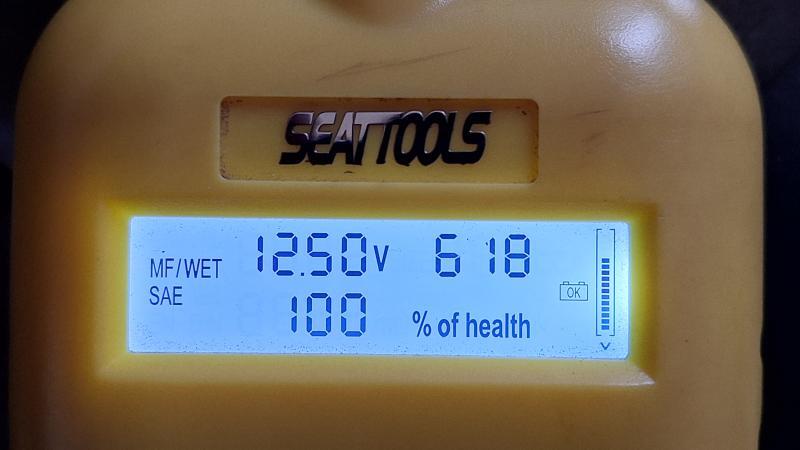 SEATTOOLS
MF/WET 12.50V 618
SAE 100 % of health
OK